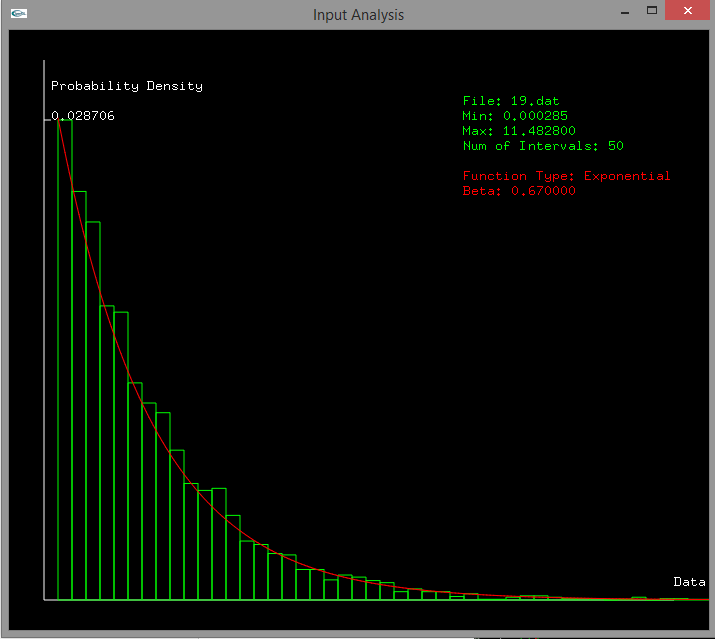 Input Analysis
Probability Density
0.028706
File: 19.dat
Min: 0.000285
Max: 11.482800
Num of Intervals: 50
Function Type: Exponential
Beta: 0.670000
Data